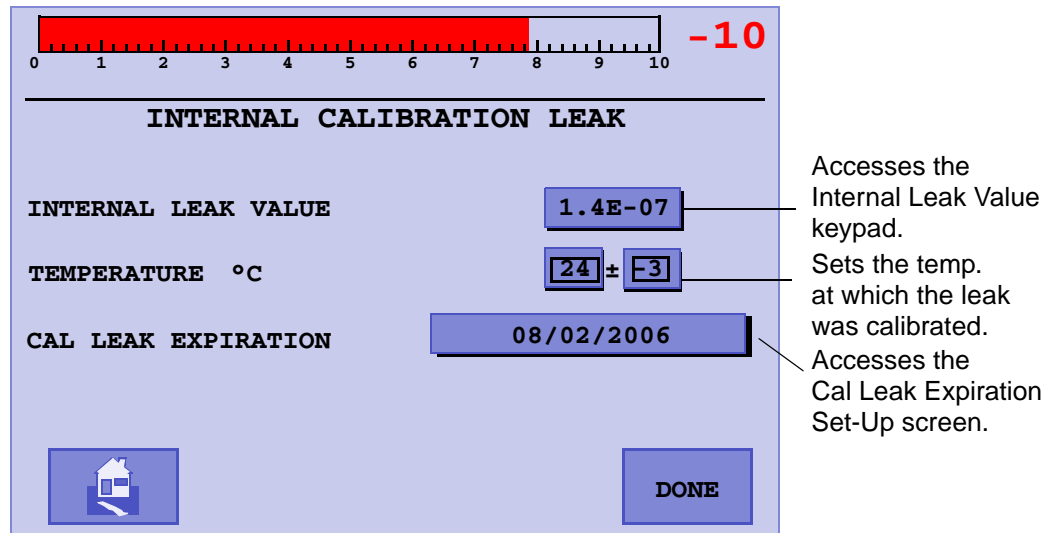 -10
0 1 2 3 4 5 6 7 8 9 10
INTERNAL CALIBRATION LEAK
INTERNAL LEAK VALUE 1.4E-07
TEMPERATURE °C 24 ± -3
CAL LEAK EXPIRATION 08/02/2006
DONE
Accesses the
Internal Leak Value
keypad.
Sets the temp.
at which the leak
was calibrated.
Accesses the
Cal Leak Expiration
Set-Up screen.